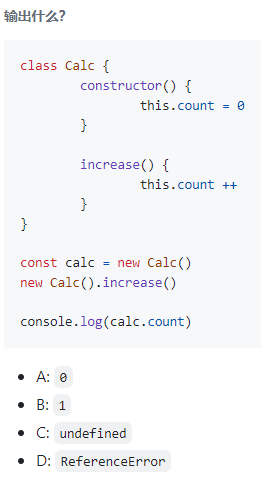 输出什么?
class Calc {
constructor() {
this.count = 0
}
increase() {
this.count ++
}
}
const calc = new Calc()
new Calc().increase()
console.log(calc.count)
A: 0
B: 1
C: undefined
D: ReferenceError